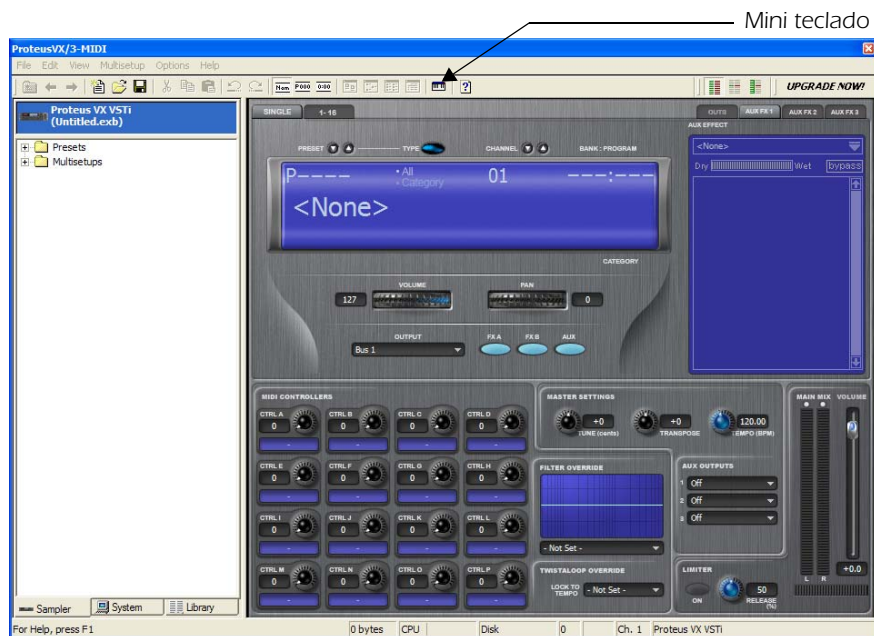 Mini teclado
ProteusVX/3-MIDI
File Edit View Multisetup Options Help
Nam P000 0:00
UPGRADE NOW!
Proteus VX VSTi
(Untitled.exb)
Presets
Multisetups
SINGLE 1-16
OUTS AUX FX 1 AUX FX 2 AUX FX 3
AUX EFFECT
PRESET TYPE CHANNEL BANK : PROGRAM
<None>
P---- • All 01 ---:---
• Category
Dry Wet bypass
<None>
CATEGORY
VOLUME PAN
127 0
OUTPUT FX A FX B AUX
Bus 1
MIDI CONTROLLERS
CTRL A CTRL B CTRL C CTRL D
0 0 0 0
- - - -
CTRL E CTRL F CTRL G CTRL H
0 0 0 0
- - - -
CTRL I CTRL J CTRL K CTRL L
0 0 0 0
- - - -
CTRL M CTRL N CTRL O CTRL P
0 0 0 0
- - - -
MASTER SETTINGS
+0 +0 120.00
TUNE (cents) TRANSPOSE TEMPO (BPM)
FILTER OVERRIDE
- Not Set -
TWISTALOOP OVERRIDE
LOCK TO
TEMPO - Not Set -
AUX OUTPUTS
1 Off
2 Off
3 Off
LIMITER
ON 50
RELEASE
(%)
MAIN MIX VOLUME
L R +0.0
Sampler System Library
For Help, press F1 0 bytes CPU Disk 0 Ch. 1 Proteus VX VSTi